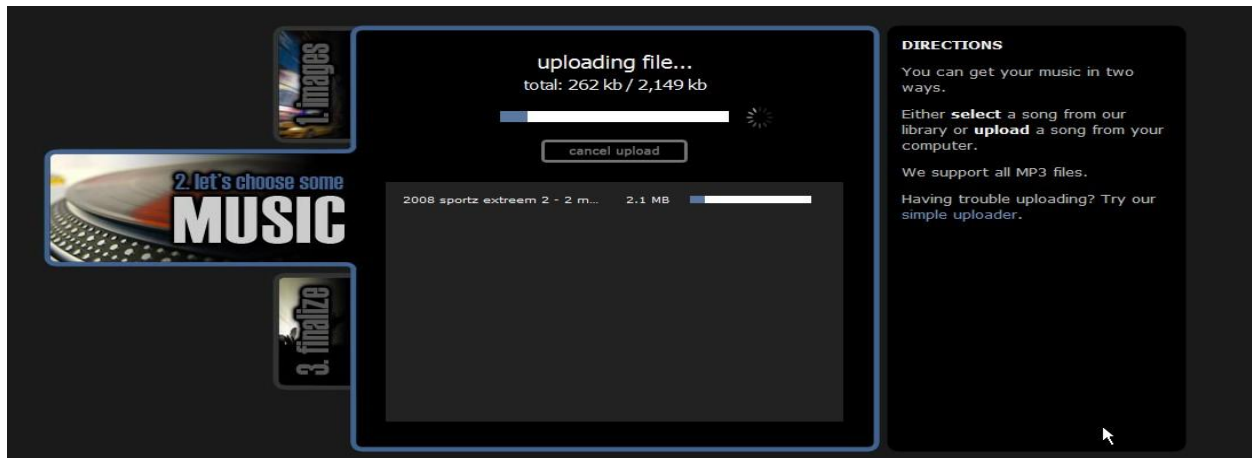 1. images
2. let's choose some
MUSIC
3. finalize
uploading file...
total: 262 kb / 2,149 kb
cancel upload
2008 sportz extreem 2 - 2 m... 2.1 MB
DIRECTIONS
You can get your music in two
ways.
Either select a song from our
library or upload a song from your
computer.
We support all MP3 files.
Having trouble uploading? Try our
simple uploader.